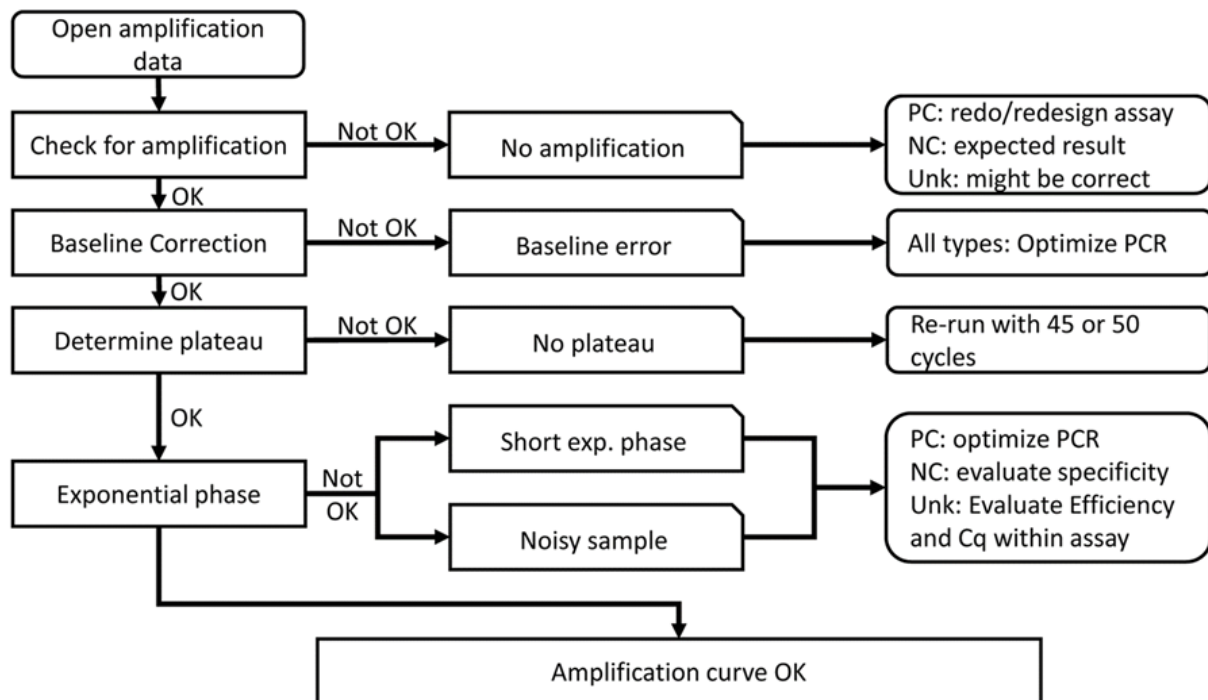 Open amplification
data
Check for amplification
Not OK
No amplification
PC: redo/redesign assay
NC: expected result
Unk: might be correct
OK
Baseline Correction
Not OK
Baseline error
All types: Optimize PCR
OK
Determine plateau
Not OK
No plateau
Re-run with 45 or 50
cycles
OK
Exponential phase
Not
OK
Short exp. phase
Noisy sample
PC: optimize PCR
NC: evaluate specificity
Unk: Evaluate Efficiency
and Cq within assay
Amplification curve OK